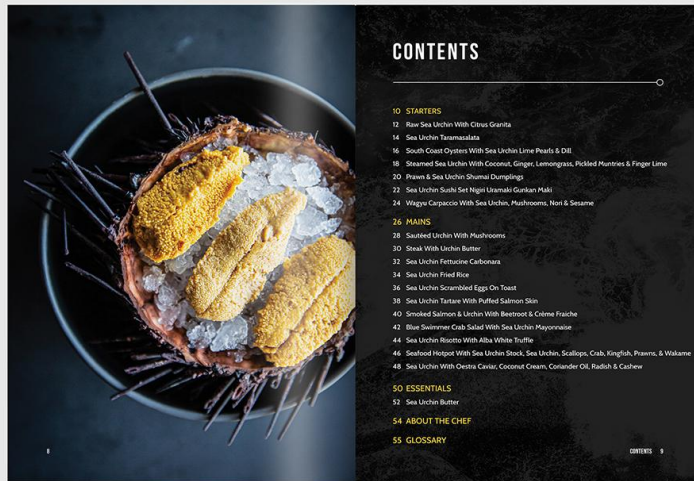 CONTENTS
10 STARTERS
12 Raw Sea Urchin With Citrus Granita
14 Sea Urchin Taramasalata
16 South Coast Oysters With Sea Urchin Lime Pearls & Dill
18 Steamed Sea Urchin With Coconut, Ginger, Lemongrass, Pickled Muntries & Finger Lime
20 Prawn & Sea Urchin Shumai Dumplings
22 Sea Urchin Sushi Set Nigiri Uramaki Gunkan Maki
24 Wagyu Carpaccio With Sea Urchin, Mushrooms, Nori & Sesame
26 MAINS
28 Sautéed Urchin With Mushrooms
30 Steak With Urchin Butter
32 Sea Urchin Fettucine Carbonara
34 Sea Urchin Fried Rice
36 Sea Urchin Scrambled Eggs On Toast
38 Sea Urchin Tartare With Puffed Salmon Skin
40 Smoked Salmon & Urchin With Beetroot & Crème Fraiche
42 Blue Swimmer Crab Salad With Sea Urchin Mayonnaise
44 Sea Urchin Risotto With Alba White Truffle
46 Seafood Hotpot With Sea Urchin Stock, Sea Urchin, Scallops, Crab, Kingfish, Prawns, & Wakame
48 Sea Urchin With Oestra Caviar, Coconut Cream, Coriander Oil, Radish & Cashew
50 ESSENTIALS
52 Sea Urchin Butter
54 ABOUT THE CHEF
55 GLOSSARY
8
CONTENTS 9